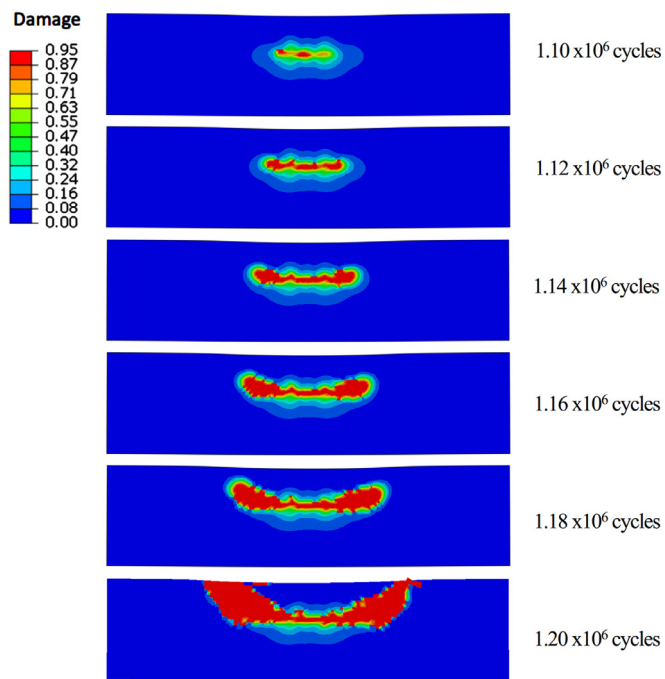 Damage
0.95
0.87
0.79
0.71
0.63
0.55
0.47
0.40
0.32
0.24
0.16
0.08
0.00
1.10 x10⁶ cycles
1.12 x10⁶ cycles
1.14 x10⁶ cycles
1.16 x10⁶ cycles
1.18 x10⁶ cycles
1.20 x10⁶ cycles